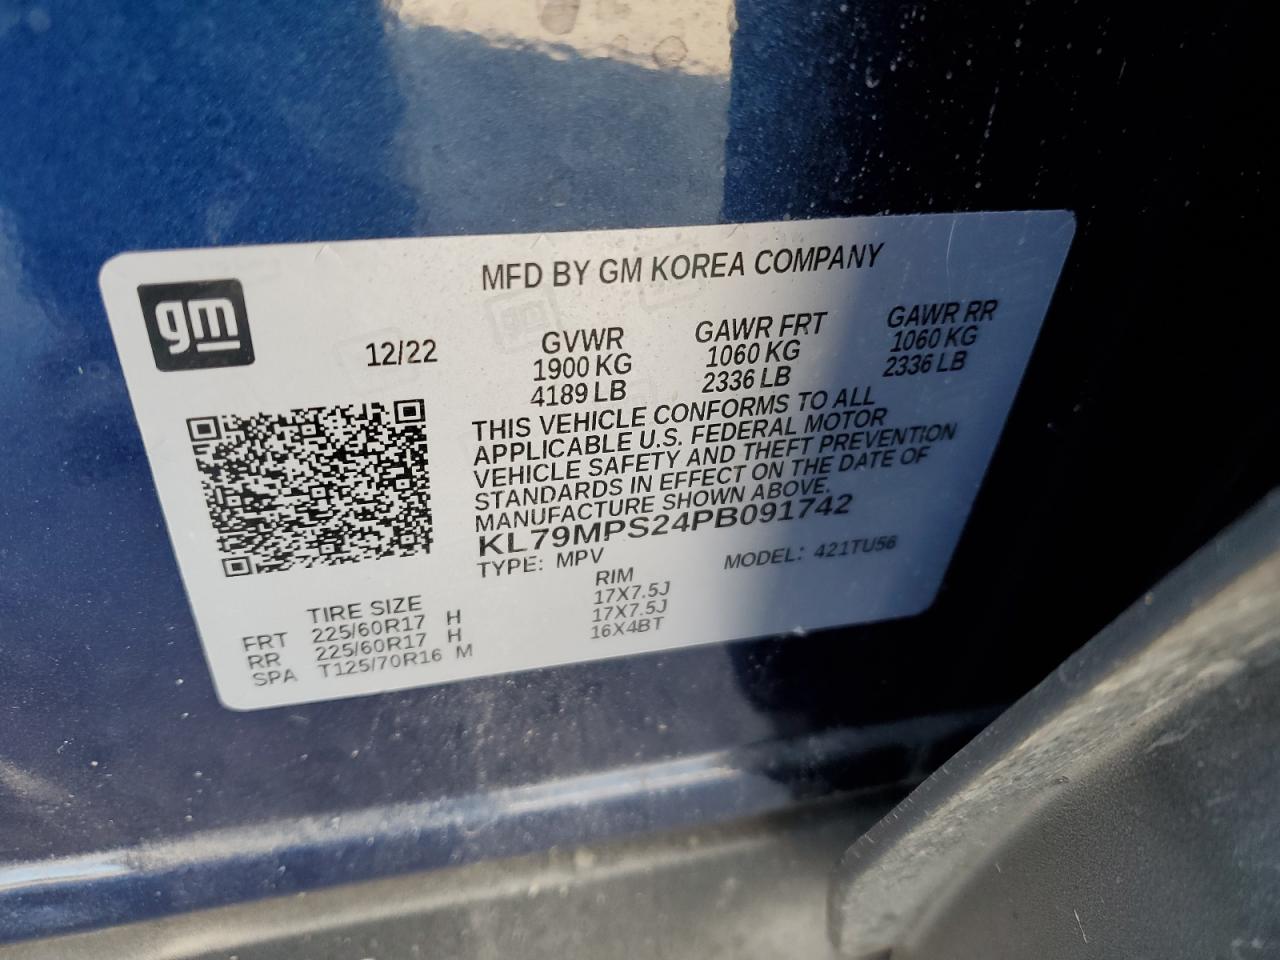 MFD BY GM KOREA COMPANY
gm
12/22
GVWR
1900 KG
4189 LB
GAWR FRT
1060 KG
2336 LB
GAWR RR
1060 KG
2336 LB
THIS VEHICLE CONFORMS TO ALL
APPLICABLE U.S. FEDERAL MOTOR
VEHICLE SAFETY AND THEFT PREVENTION
STANDARDS IN EFFECT ON THE DATE OF
MANUFACTURE SHOWN ABOVE.
KL79MPS24PB091742
TYPE: MPV MODEL: 421TU56
TIRE SIZE RIM
FRT 225/60R17 H 17X7.5J
RR 225/60R17 H 17X7.5J
SPA T125/70R16 M 16X4BT